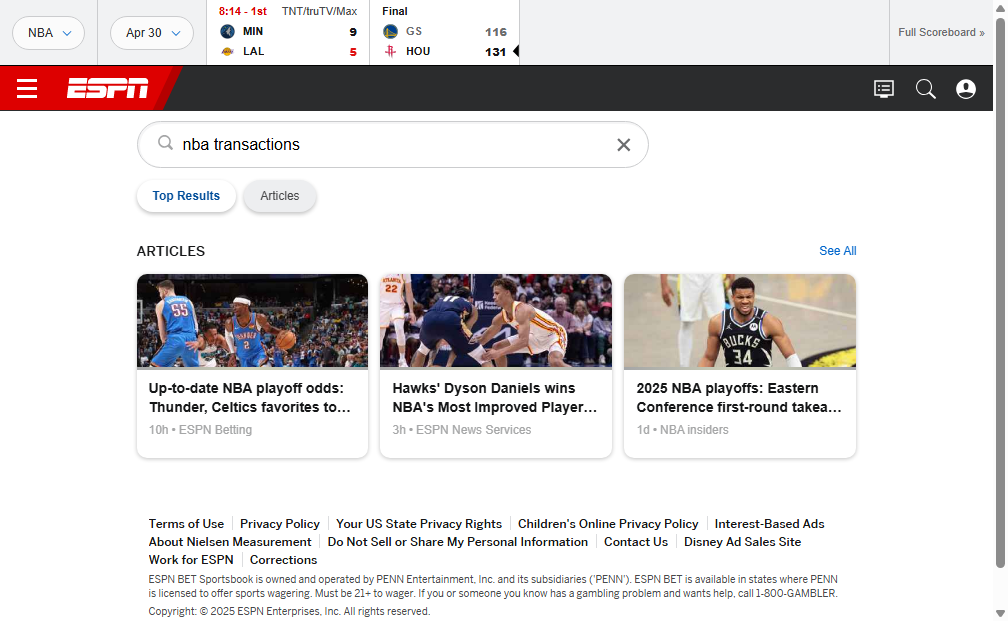 NBA
Apr 30
8:14 - 1st TNT/truTV/Max
MIN 9
LAL 5
Final
GS 116
HOU 131
Full Scoreboard »
ESPN
nba transactions
Top Results
Articles
ARTICLES
See All
55
THUNDER
2
Up-to-date NBA playoff odds:
Thunder, Celtics favorites to...
10h • ESPN Betting
ATLANTA
22
Hawks' Dyson Daniels wins
NBA's Most Improved Player...
3h • ESPN News Services
BUCKS
34
2025 NBA playoffs: Eastern
Conference first-round takea...
1d • NBA insiders
Terms of Use
Privacy Policy
Your US State Privacy Rights
Children's Online Privacy Policy
Interest-Based Ads
About Nielsen Measurement
Do Not Sell or Share My Personal Information
Contact Us
Disney Ad Sales Site
Work for ESPN
Corrections
ESPN BET Sportsbook is owned and operated by PENN Entertainment, Inc. and its subsidiaries ('PENN'). ESPN BET is available in states where PENN
is licensed to offer sports wagering. Must be 21+ to wager. If you or someone you know has a gambling problem and wants help, call 1-800-GAMBLER.
Copyright: © 2025 ESPN Enterprises, Inc. All rights reserved.